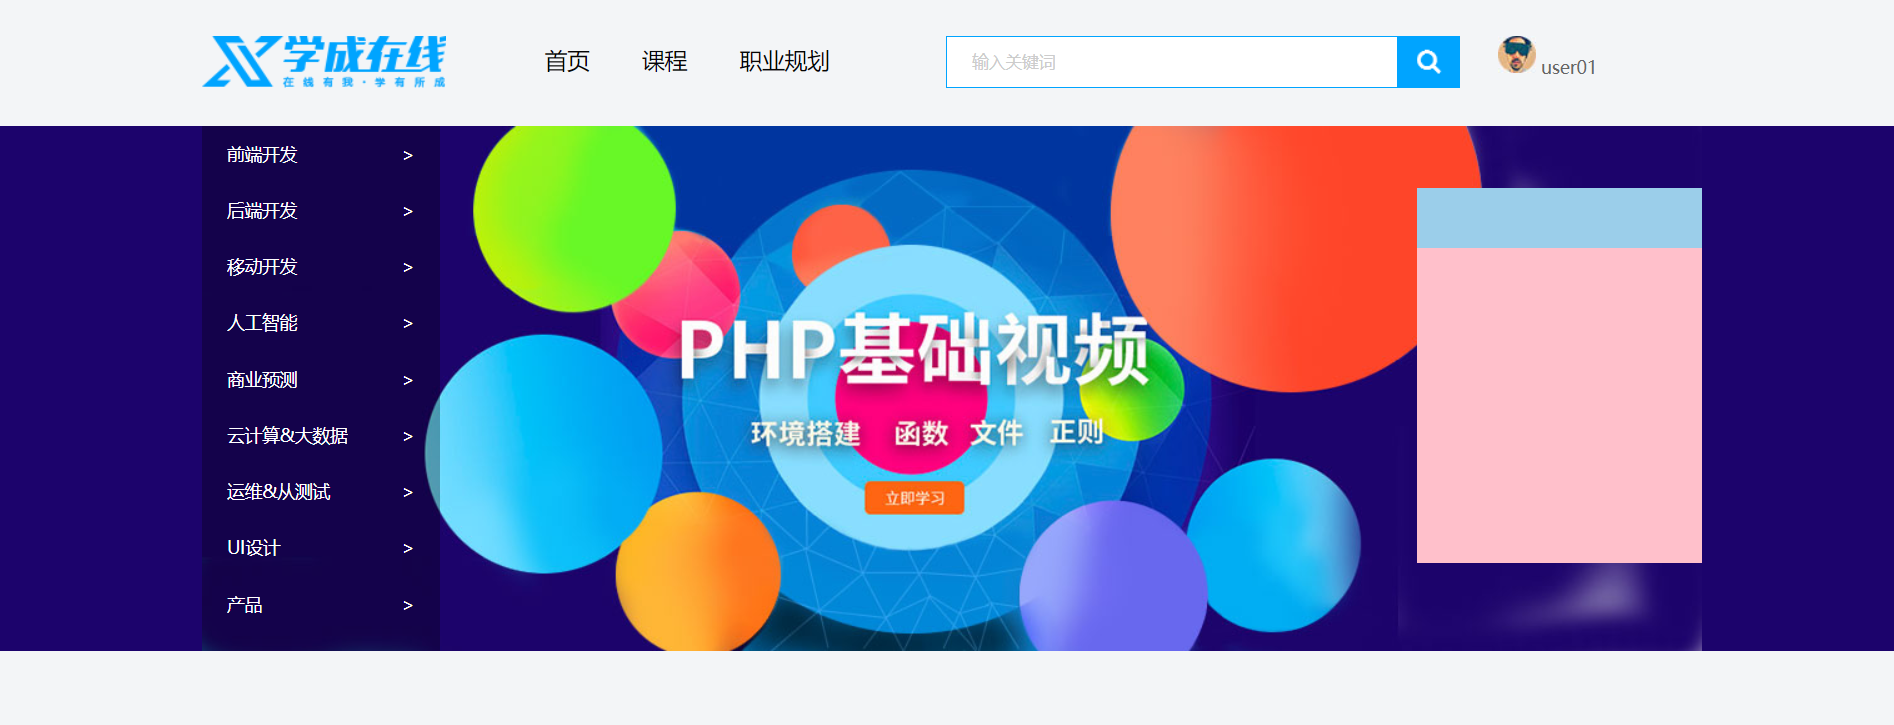 学成在线
在线有我·学有所成
首页 课程 职业规划
输入关键词
user01
前端开发 >
后端开发 >
移动开发 >
人工智能 >
商业预测 >
云计算&大数据 >
运维&从测试 >
UI设计 >
产品 >
PHP基础视频
环境搭建 函数 文件 正则
立即学习